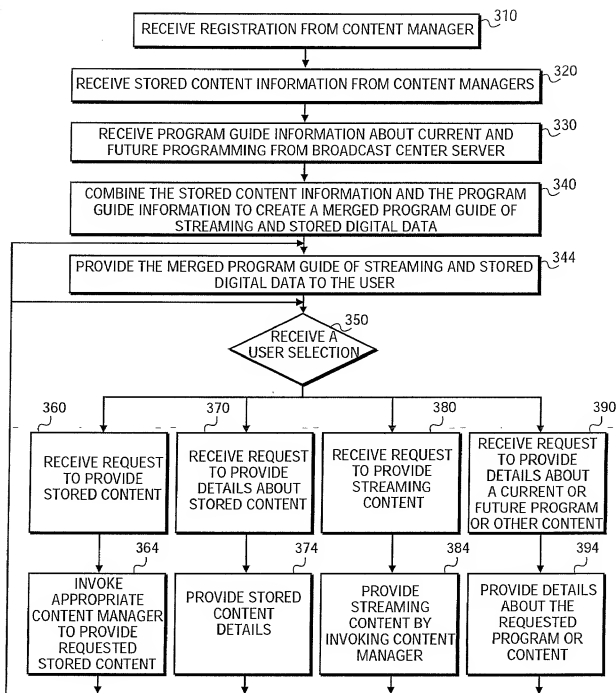 310
RECEIVE REGISTRATION FROM CONTENT MANAGER
320
RECEIVE STORED CONTENT INFORMATION FROM CONTENT MANAGERS
330
RECEIVE PROGRAM GUIDE INFORMATION ABOUT CURRENT AND
FUTURE PROGRAMMING FROM BROADCAST CENTER SERVER
340
COMBINE THE STORED CONTENT INFORMATION AND THE PROGRAM
GUIDE INFORMATION TO CREATE A MERGED PROGRAM GUIDE OF
STREAMING AND STORED DIGITAL DATA
344
PROVIDE THE MERGED PROGRAM GUIDE OF STREAMING AND STORED
DIGITAL DATA TO THE USER
350
RECEIVE A
USER SELECTION
360
RECEIVE REQUEST
TO PROVIDE
STORED CONTENT
370
RECEIVE REQUEST
TO PROVIDE
DETAILS ABOUT
STORED CONTENT
380
RECEIVE REQUEST
TO PROVIDE
STREAMING
CONTENT
390
RECEIVE REQUEST
TO PROVIDE
DETAILS ABOUT
A CURRENT OR
FUTURE PROGRAM
OR OTHER CONTENT
364
INVOKE
APPROPRIATE
CONTENT MANAGER
TO PROVIDE
REQUESTED
STORED CONTENT
374
PROVIDE STORED
CONTENT
DETAILS
384
PROVIDE
STREAMING
CONTENT BY
INVOKING CONTENT
MANAGER
394
PROVIDE DETAILS
ABOUT THE
REQUESTED
PROGRAM OR
CONTENT